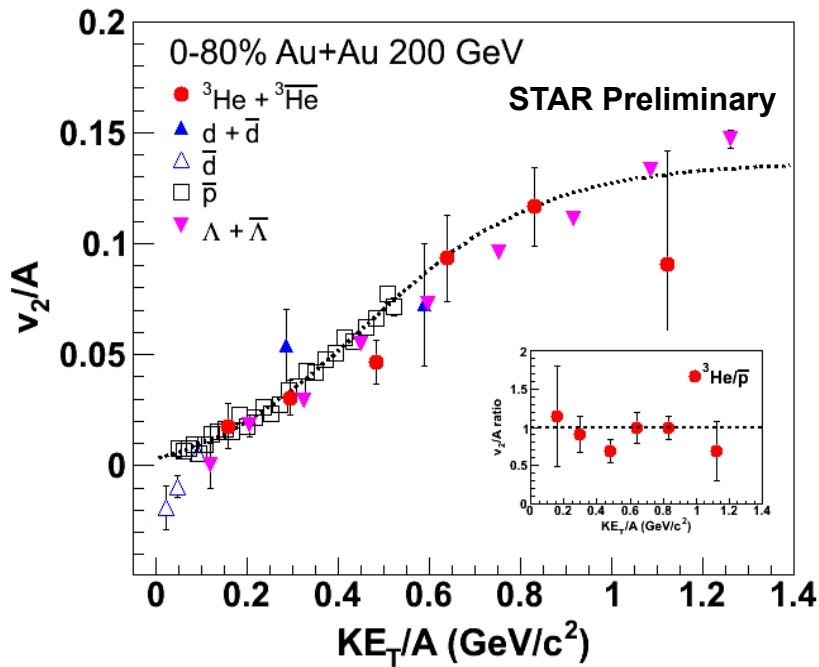 0-80% Au+Au 200 GeV
STAR Preliminary
³He + ³H̅e̅
d + d̅
d̅
p̅
Λ + Λ̅
v₂/A
0.2
0.15
0.1
0.05
0
0 0.2 0.4 0.6 0.8 1 1.2 1.4
KE_T/A (GeV/c²)
³He/p̅
v₂/A ratio
2
1.5
1
0.5
0
0 0.2 0.4 0.6 0.8 1 1.2 1.4
KE_T/A (GeV/c²)